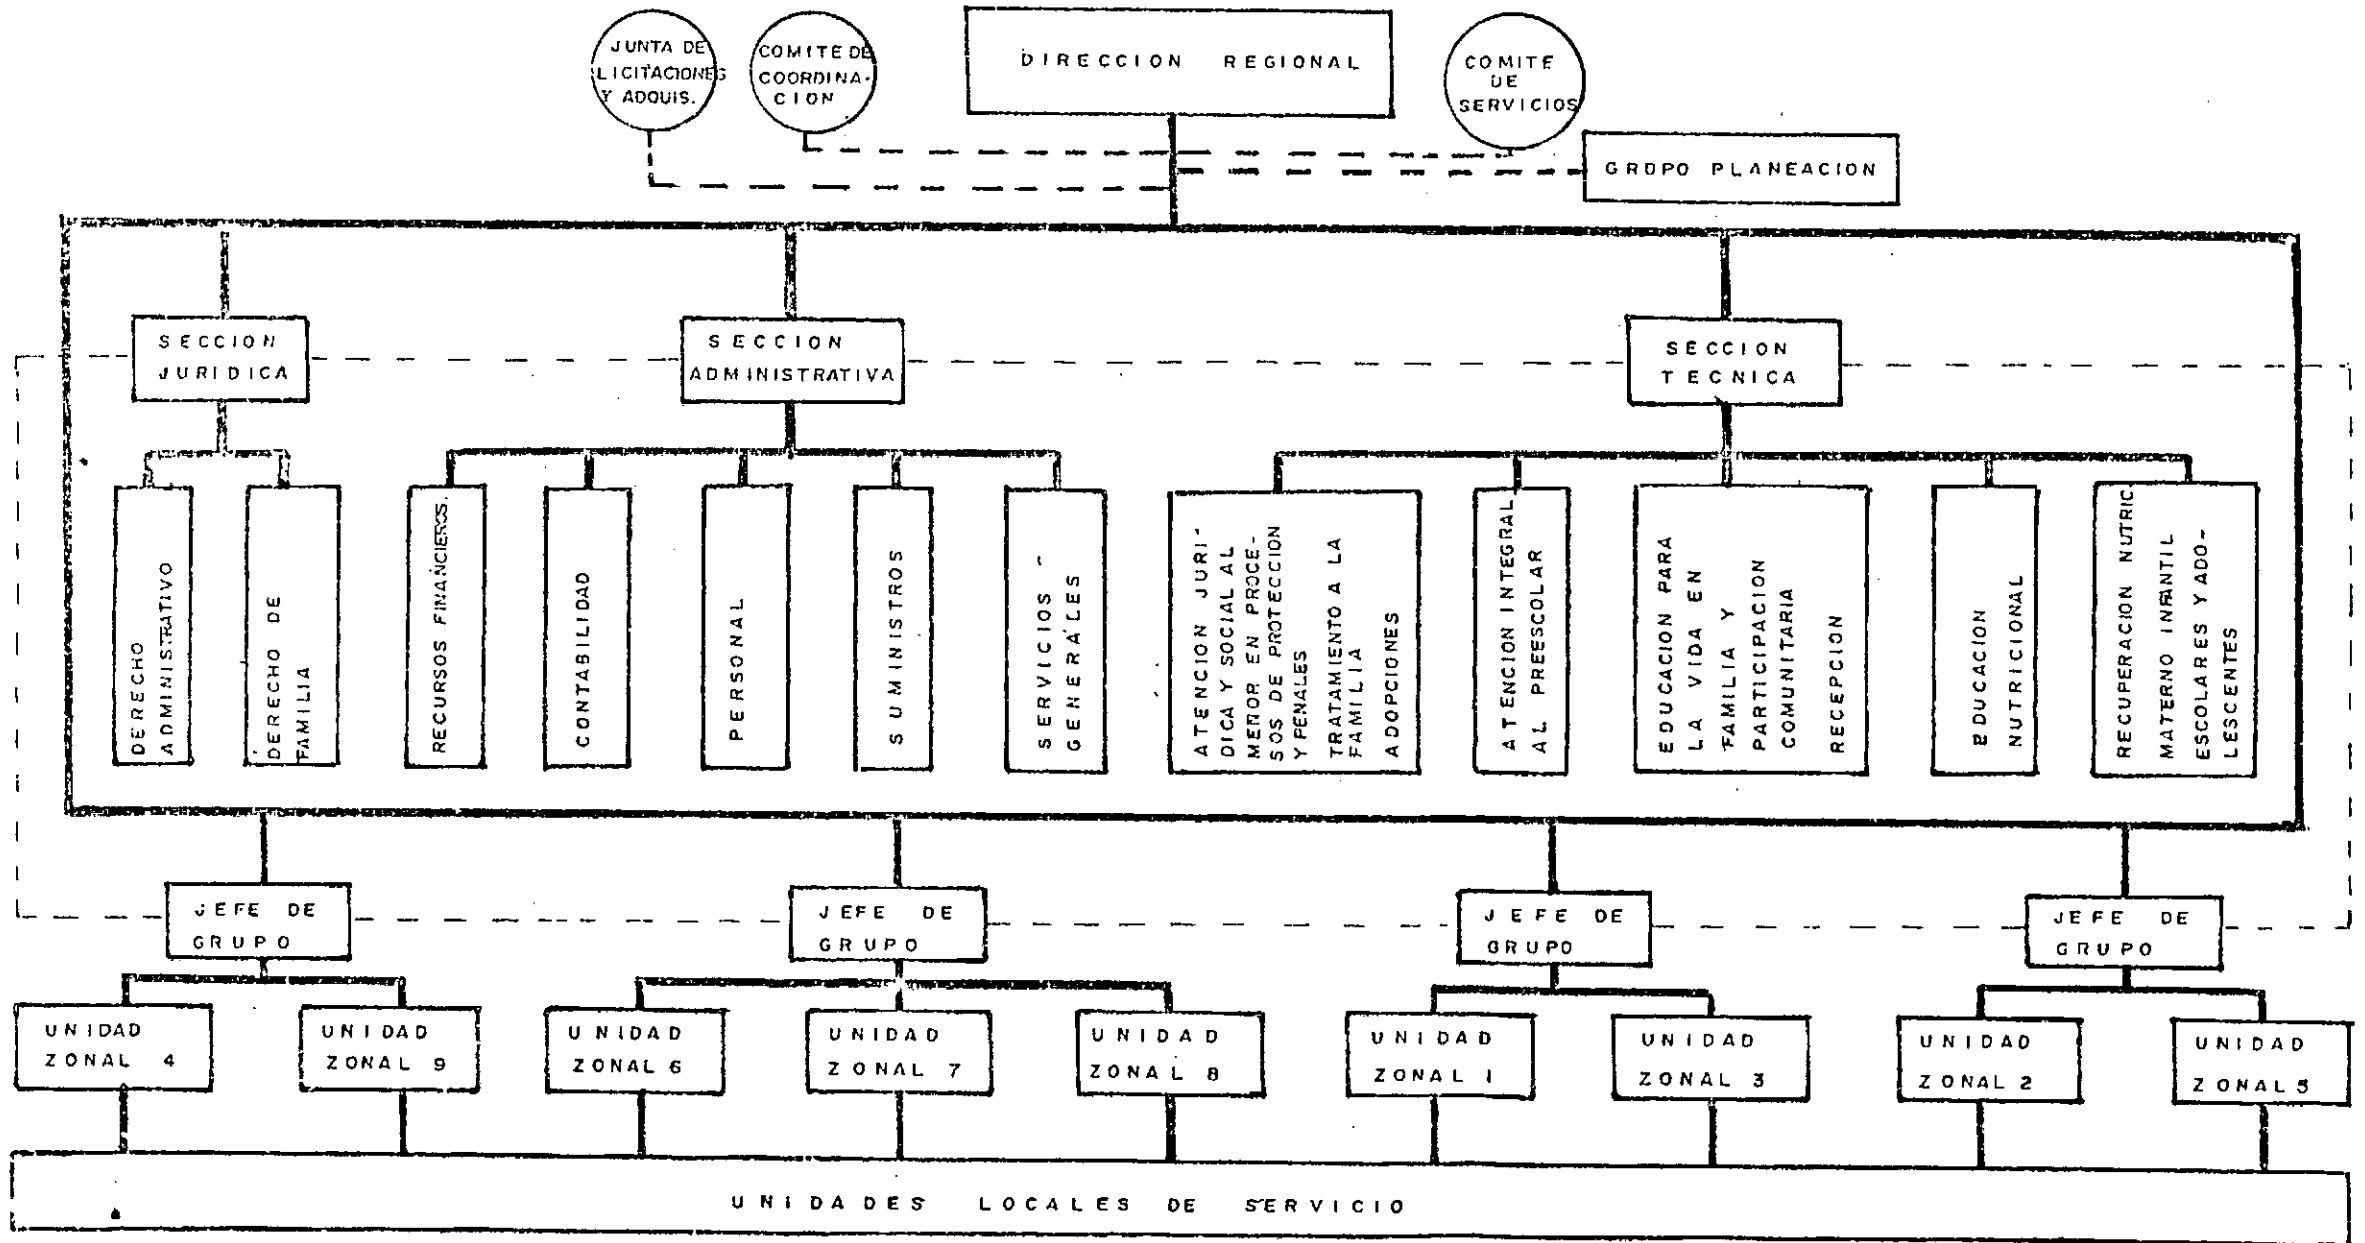 JUNTA DE
LICITACIONES
Y ADQUIS.
COMITE DE
COORDINA-
CION
DIRECCION REGIONAL
COMITE
DE
SERVICIOS
GRUPO PLANEACION
SECCION
JURIDICA
SECCION
ADMINISTRATIVA
SECCION
TECNICA
DERECHO
ADMINISTRATIVO
DERECHO DE
FAMILIA
RECURSOS FINANCIEROS
CONTABILIDAD
PERSONAL
SUMINISTROS
SERVICIOS -
GENERALES
ATENCION JURI-
DICA Y SOCIAL AL
MENOR EN PROCE-
SOS DE PROTECCION
Y PENALES
TRATAMIENTO A LA
FAMILIA
ADOPCIONES
ATENCION INTEGRAL
AL PREESCOLAR
EDUCACION PARA
LA VIDA EN
FAMILIA Y
PARTICIPACION
COMUNITARIA
RECEPCION
EDUCACION
NUTRICIONAL
RECUPERACION NUTRIC.
MATERNO INFANTIL
ESCOLARES Y ADO-
LESCENTES
JEFE DE
GRUPO
JEFE DE
GRUPO
JEFE DE
GRUPO
JEFE DE
GRUPO
UNIDAD
ZONAL 4
UNIDAD
ZONAL 9
UNIDAD
ZONAL 6
UNIDAD
ZONAL 7
UNIDAD
ZONAL 8
UNIDAD
ZONAL 1
UNIDAD
ZONAL 3
UNIDAD
ZONAL 2
UNIDAD
ZONAL 5
UNIDADES LOCALES DE SERVICIO